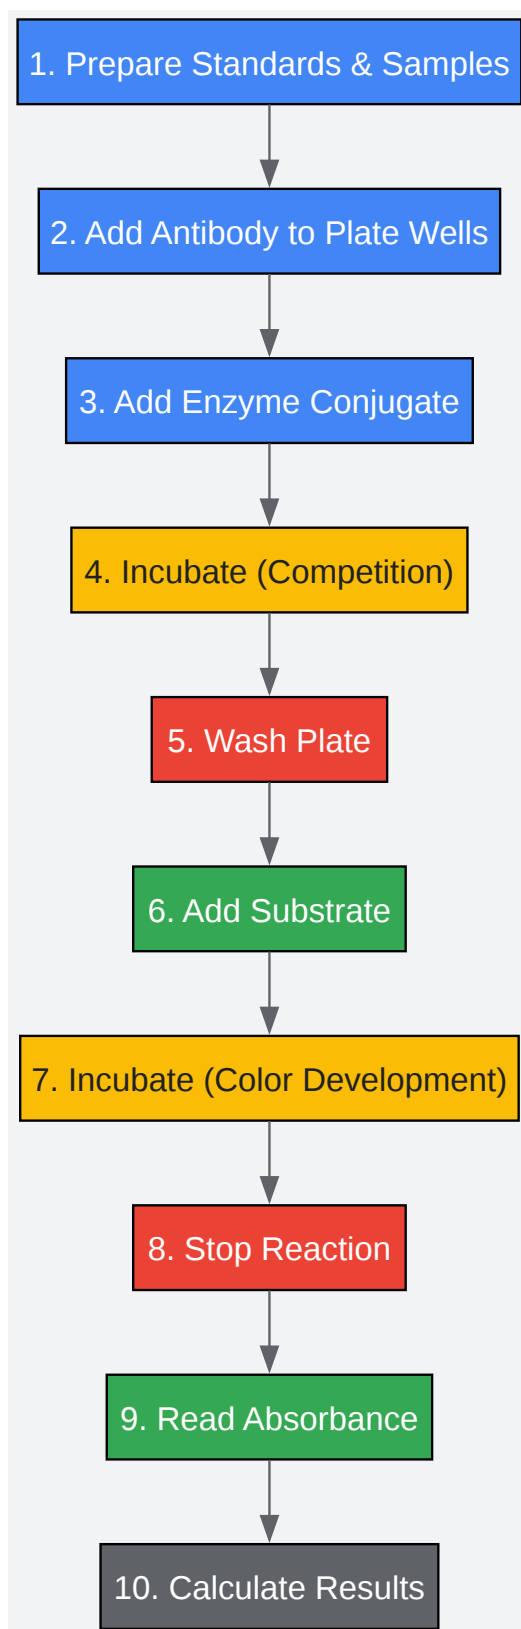 1. Prepare Standards & Samples
2. Add Antibody to Plate Wells
3. Add Enzyme Conjugate
4. Incubate (Competition)
5. Wash Plate
6. Add Substrate
7. Incubate (Color Development)
8. Stop Reaction
9. Read Absorbance
10. Calculate Results